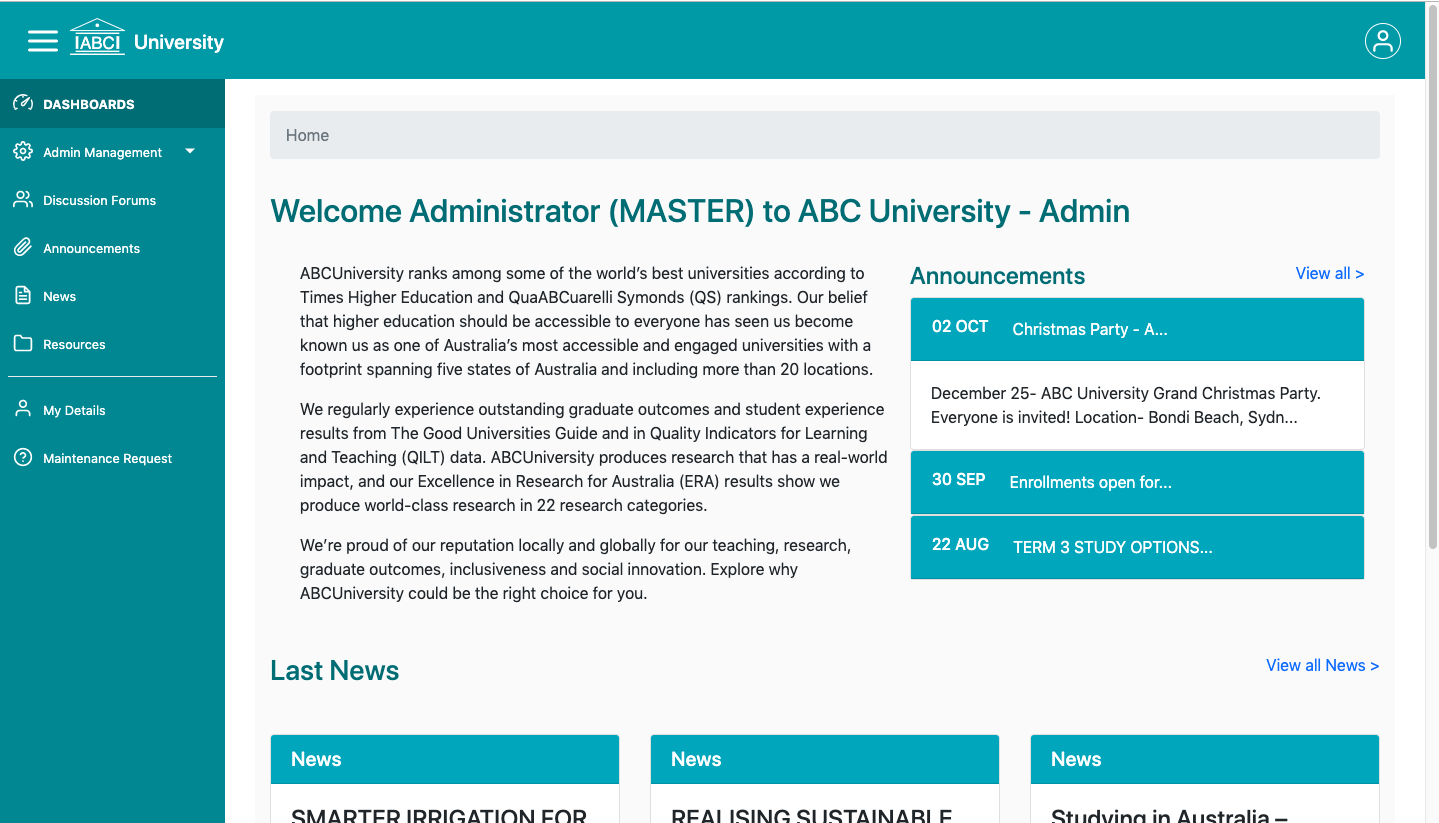 IABCI University
DASHBOARDS
Admin Management
Discussion Forums
Announcements
News
Resources
My Details
Maintenance Request
Home
Welcome Administrator (MASTER) to ABC University - Admin
ABCUniversity ranks among some of the world’s best universities according to
Times Higher Education and QuaABCuarelli Symonds (QS) rankings. Our belief
that higher education should be accessible to everyone has seen us become
known us as one of Australia’s most accessible and engaged universities with a
footprint spanning five states of Australia and including more than 20 locations.
We regularly experience outstanding graduate outcomes and student experience
results from The Good Universities Guide and in Quality Indicators for Learning
and Teaching (QILT) data. ABCUniversity produces research that has a real-world
impact, and our Excellence in Research for Australia (ERA) results show we
produce world-class research in 22 research categories.
We’re proud of our reputation locally and globally for our teaching, research,
graduate outcomes, inclusiveness and social innovation. Explore why
ABCUniversity could be the right choice for you.
Announcements
View all >
02 OCT Christmas Party - A...
December 25- ABC University Grand Christmas Party.
Everyone is invited! Location- Bondi Beach, Sydn...
30 SEP Enrollments open for...
22 AUG TERM 3 STUDY OPTIONS...
Last News
View all News >
News
SMARTER IRRIGATION FOR
News
REALISING SUSTAINABLE
News
Studying in Australia –